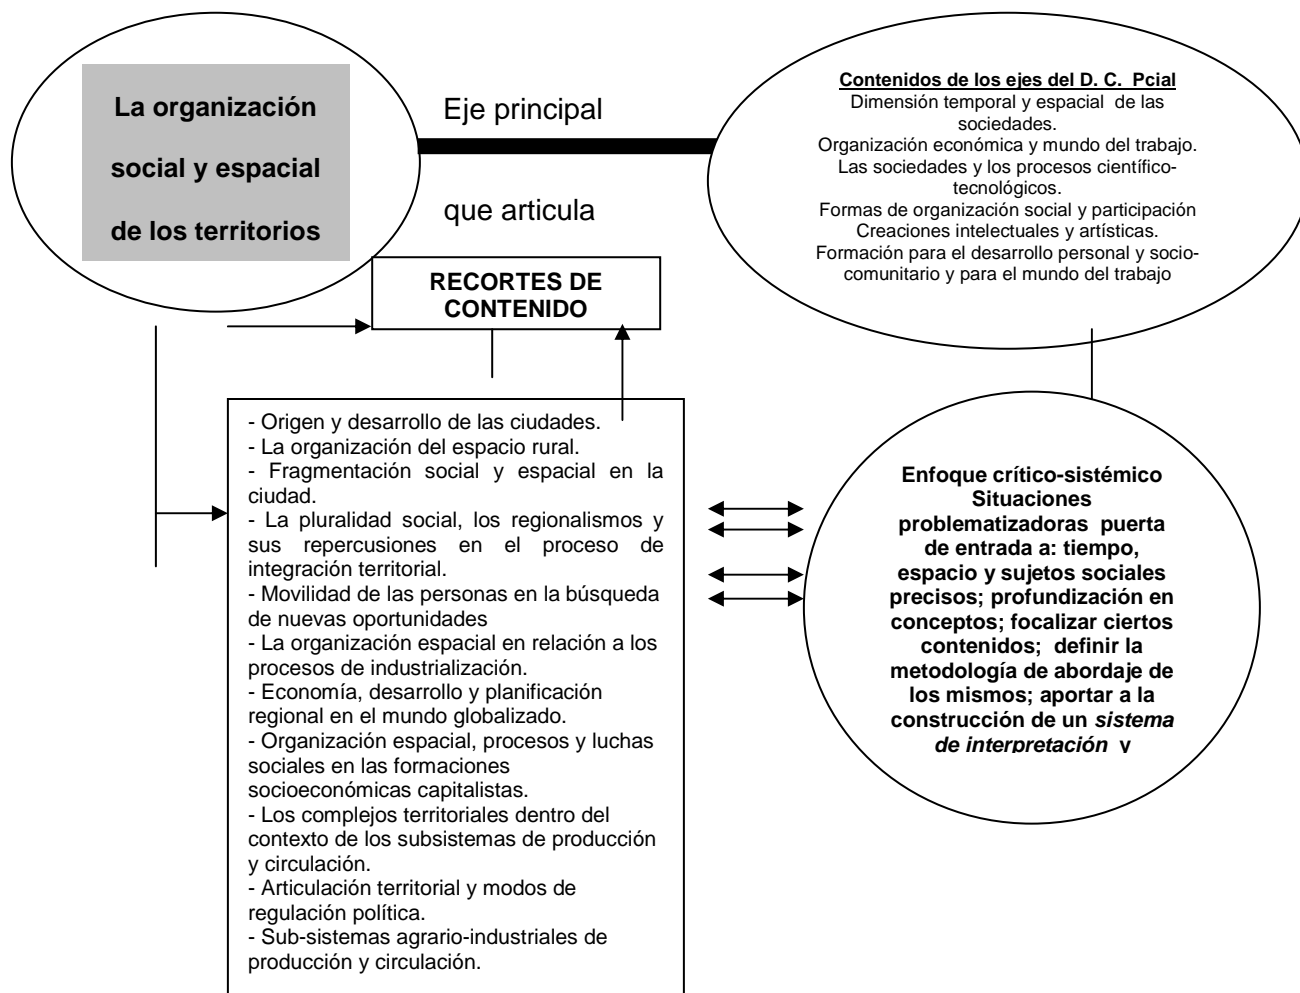 La organización
social y espacial
de los territorios
Eje principal
que articula
Contenidos de los ejes del D. C. Pcial
Dimensión temporal y espacial de las
sociedades.
Organización económica y mundo del trabajo.
Las sociedades y los procesos científico-
tecnológicos.
Formas de organización social y participación
Creaciones intelectuales y artísticas.
Formación para el desarrollo personal y socio-
comunitario y para el mundo del trabajo
RECORTES DE
CONTENIDO
- Origen y desarrollo de las ciudades.
- La organización del espacio rural.
- Fragmentación social y espacial en la
ciudad.
- La pluralidad social, los regionalismos y
sus repercusiones en el proceso de
integración territorial.
- Movilidad de las personas en la búsqueda
de nuevas oportunidades
- La organización espacial en relación a los
procesos de industrialización.
- Economía, desarrollo y planificación
regional en el mundo globalizado.
- Organización espacial, procesos y luchas
sociales en las formaciones
socioeconómicas capitalistas.
- Los complejos territoriales dentro del
contexto de los subsistemas de producción
y circulación.
- Articulación territorial y modos de
regulación política.
- Sub-sistemas agrario-industriales de
producción y circulación.
Enfoque crítico-sistémico
Situaciones
problematizadoras puerta
de entrada a: tiempo,
espacio y sujetos sociales
precisos; profundización en
conceptos; focalizar ciertos
contenidos; definir la
metodología de abordaje de
los mismos; aportar a la
construcción de un sistema
de interpretación y